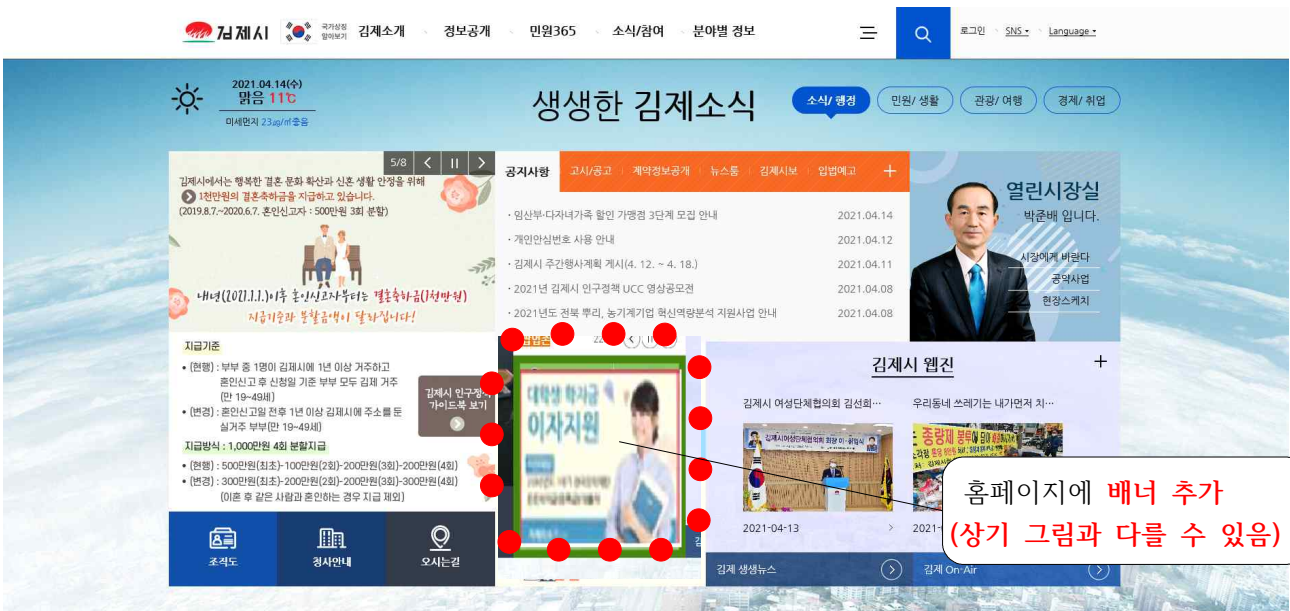 김제시
국가상징
알아보기
김제소개
정보공개
민원365
소식/참여
분야별 정보
로그인
SNS
Language
2021.04.14(수)
맑음 11℃
미세먼지 23㎍/㎥좋음
생생한 김제소식
소식/ 행정
민원/ 생활
관광/ 여행
경제/ 취업
5/8
김제시에서는 행복한 결혼 문화 확산과 신혼 생활 안정을 위해
1천만원의 결혼축하금을 지급하고 있습니다.
(2019.8.7.~2020.6.7. 혼인신고자 : 500만원 3회 분할)
내년(2021.1.1.)이후 혼인신고자부터는 결혼축하금(1천만원)
지급기준과 분할금액이 달라집니다!
지급기준
• (현행) : 부부 중 1명이 김제시에 1년 이상 거주하고
혼인신고 후 신청일 기준 부부 모두 김제 거주
(만 19~49세)
• (변경) : 혼인신고일 전후 1년 이상 김제시에 주소를 둔
실거주 부부(만 19~49세)
지급방식 : 1,000만원 4회 분할지급
• (현행) : 500만원(최초)-100만원(2회)-200만원(3회)-200만원(4회)
• (변경) : 300만원(최초)-200만원(2회)-200만원(3회)-300만원(4회)
(이혼 후 같은 사람과 혼인하는 경우 지급 제외)
김제시 인구정책
가이드북 보기
조직도
청사안내
오시는길
공지사항
고시/공고
계약정보공개
뉴스룸
김제시보
입법예고
· 임산부·다자녀가족 할인 가맹점 3단계 모집 안내 2021.04.14
· 개인안심번호 사용 안내 2021.04.12
· 김제시 주간행사계획 게시(4. 12. ~ 4. 18.) 2021.04.11
· 2021년 김제시 인구정책 UCC 영상공모전 2021.04.08
· 2021년도 전북 뿌리, 농기계기업 혁신역량분석 지원사업 안내 2021.04.08
열린시장실
박준배 입니다.
시장에게 바란다
공약사업
현장스케치
대학생 학자금
이자지원
김제시 웹진
김제시 여성단체협의회 김선희…
우리동네 쓰레기는 내가먼저 치…
김제시여성단체협의회 회장 이·취임식
종량제 봉투에 담아
2021-04-13
김제 생생뉴스
김제 On-Air
홈페이지에 배너 추가
(상기 그림과 다를 수 있음)